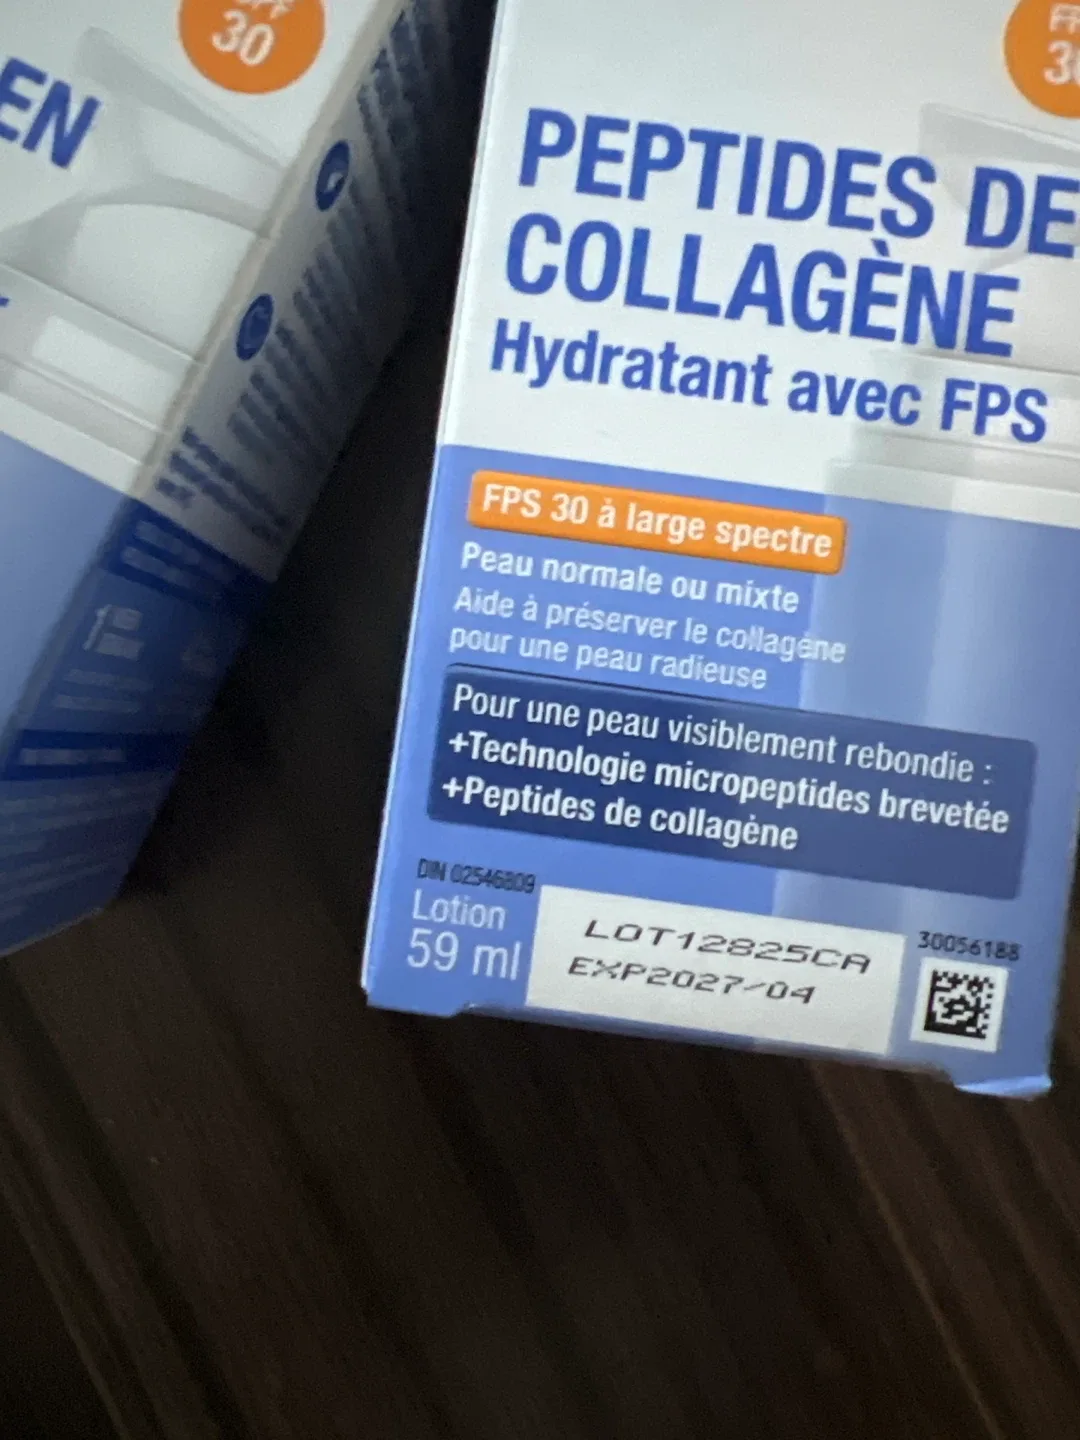 30
EN
PEPTIDES DE
COLLAGÈNE
Hydratant avec FPS
FPS 30 à large spectre
Peau normale ou mixte
Aide à préserver le collagène
pour une peau radieuse
Pour une peau visiblement rebondie :
+Technologie micropeptides brevetée
+Peptides de collagène
DIN 02546809
Lotion
59 ml
LOT12825CA
EXP2027/04
30056188